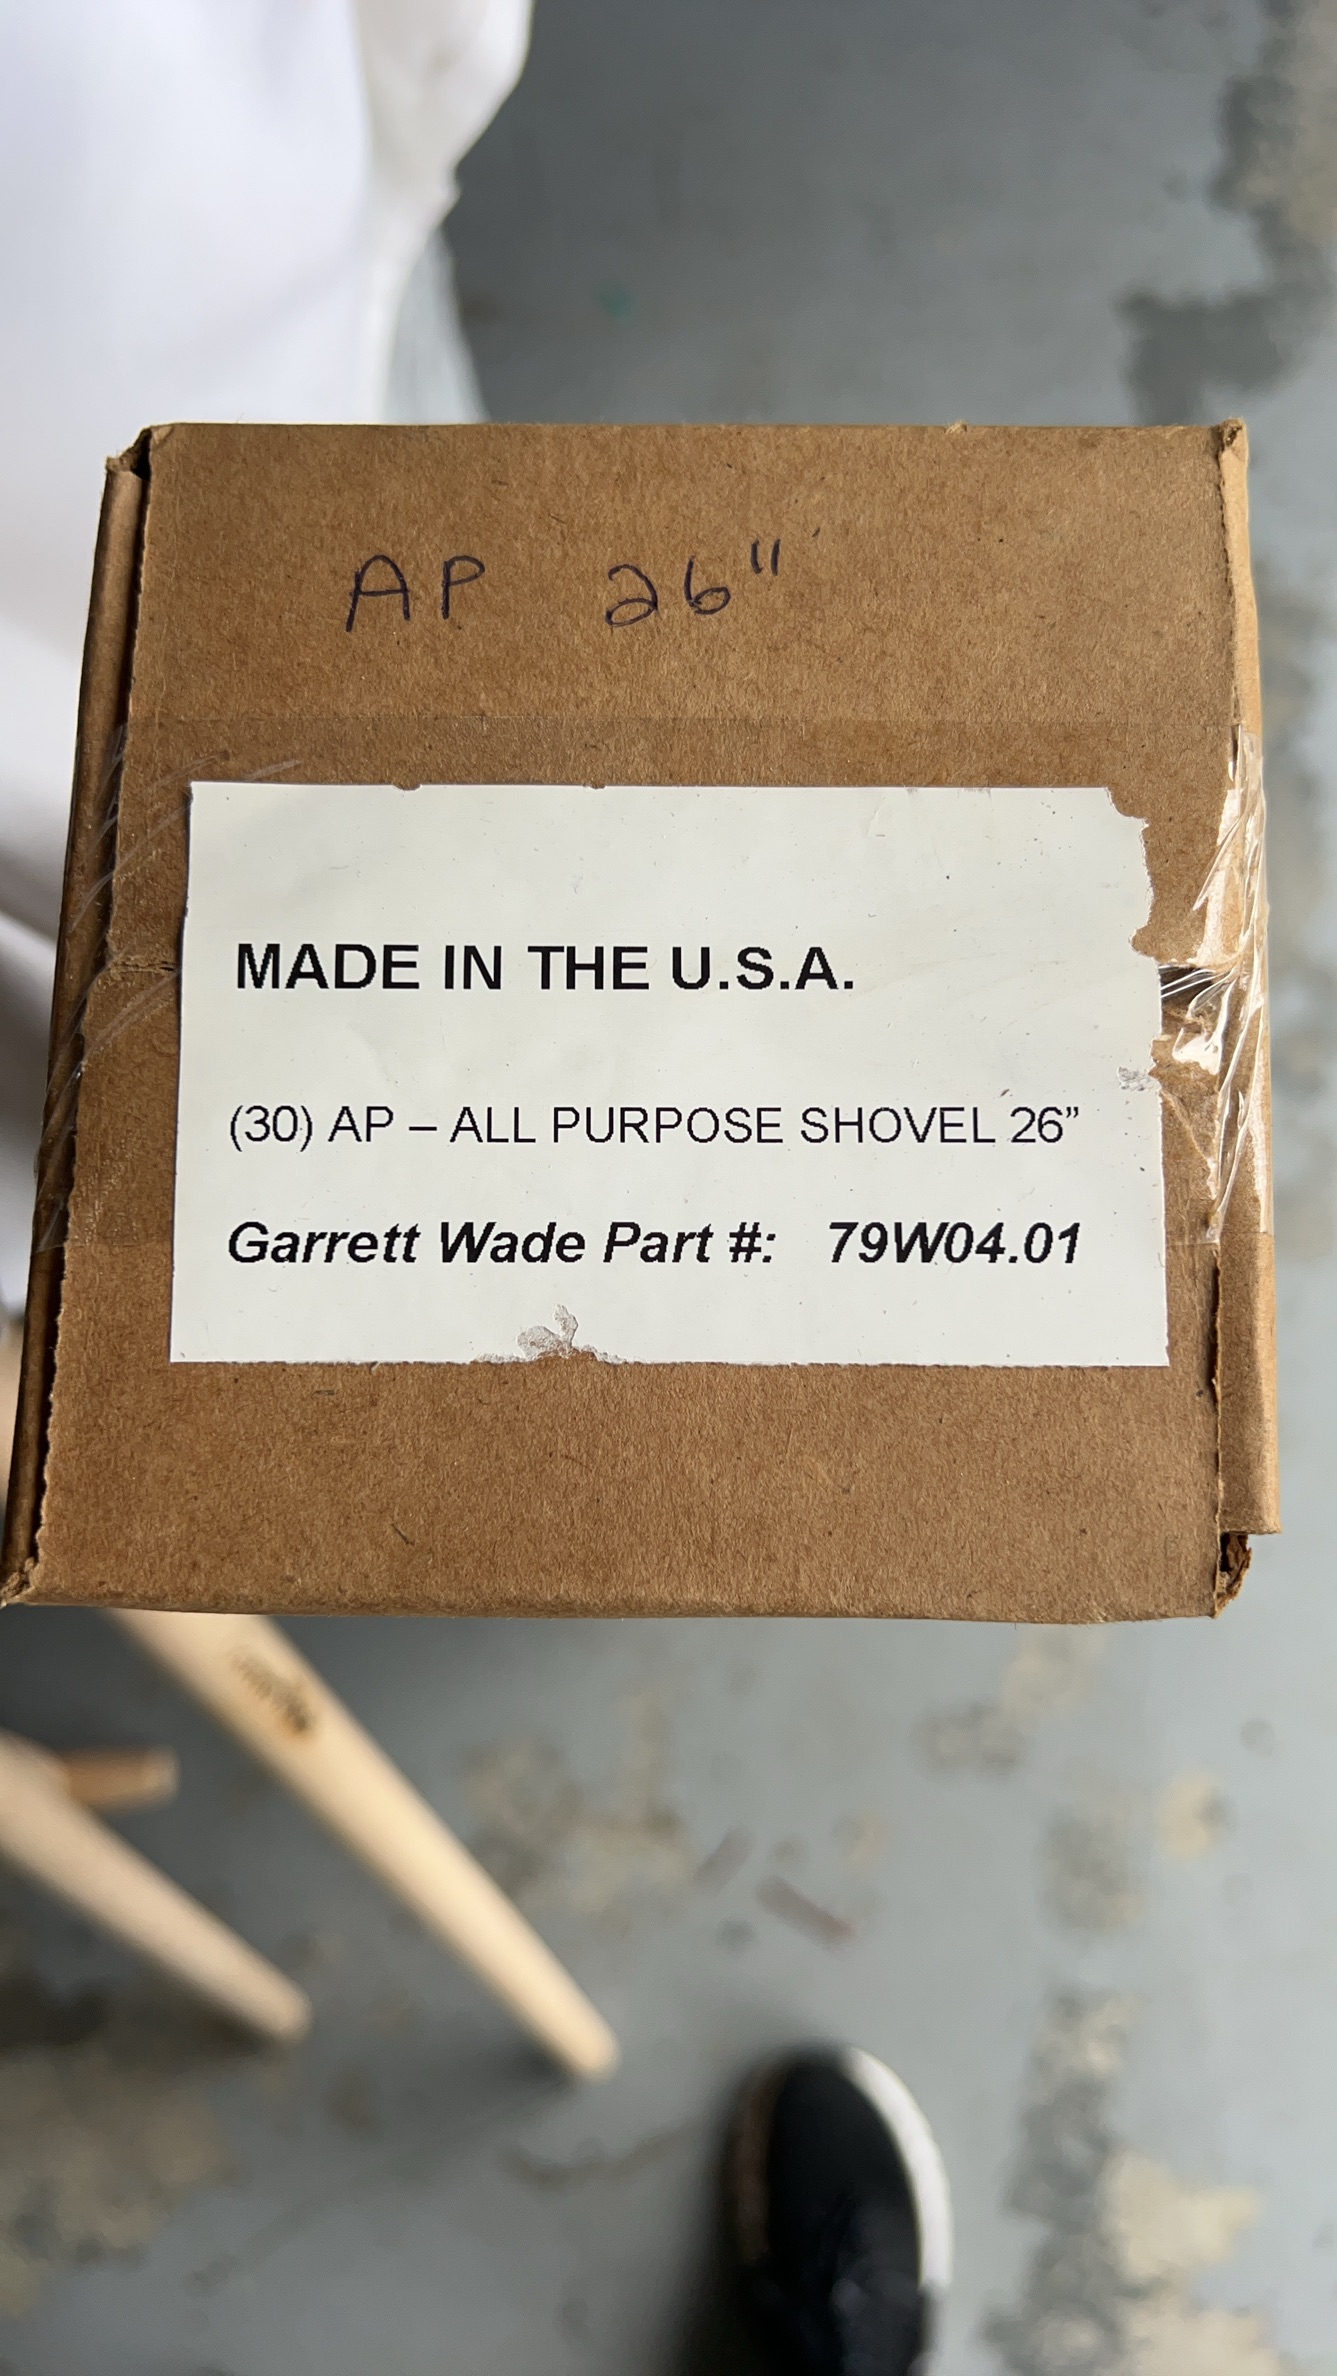 AP 26"
MADE IN THE U.S.A.
(30) AP – ALL PURPOSE SHOVEL 26”
Garrett Wade Part #: 79W04.01